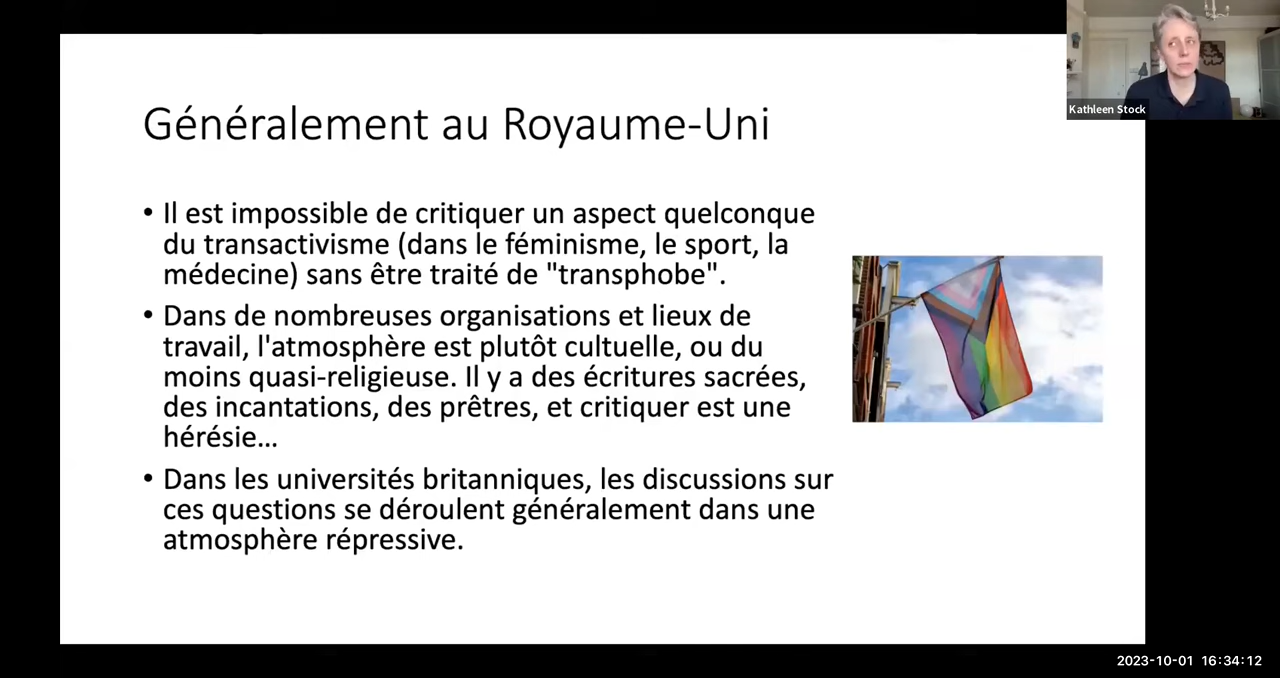 Kathleen Stock
Généralement au Royaume-Uni
• Il est impossible de critiquer un aspect quelconque
du transactivisme (dans le féminisme, le sport, la
médecine) sans être traité de "transphobe".
• Dans de nombreuses organisations et lieux de
travail, l'atmosphère est plutôt cultuelle, ou du
moins quasi-religieuse. Il y a des écritures sacrées,
des incantations, des prêtres, et critiquer est une
hérésie...
• Dans les universités britanniques, les discussions sur
ces questions se déroulent généralement dans une
atmosphère répressive.
2023-10-01 16:34:12